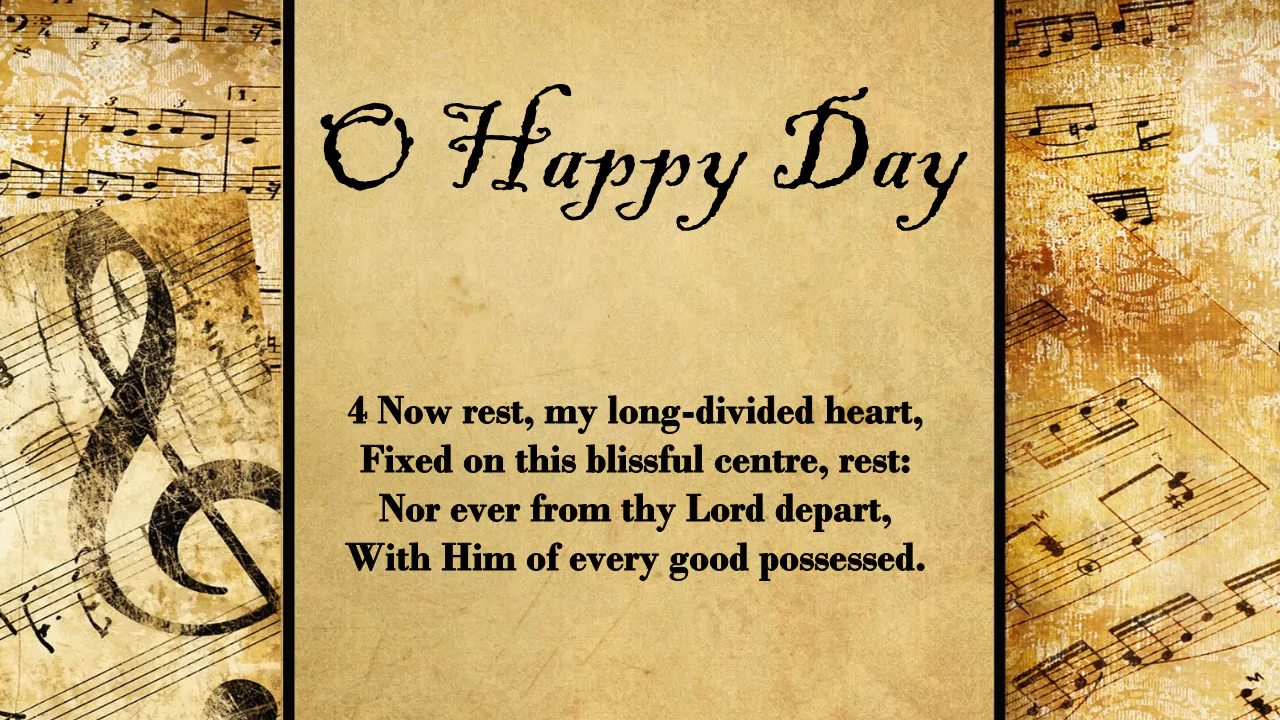 O Happy Day
4 Now rest, my long-divided heart,
Fixed on this blissful centre, rest:
Nor ever from thy Lord depart,
With Him of every good possessed.